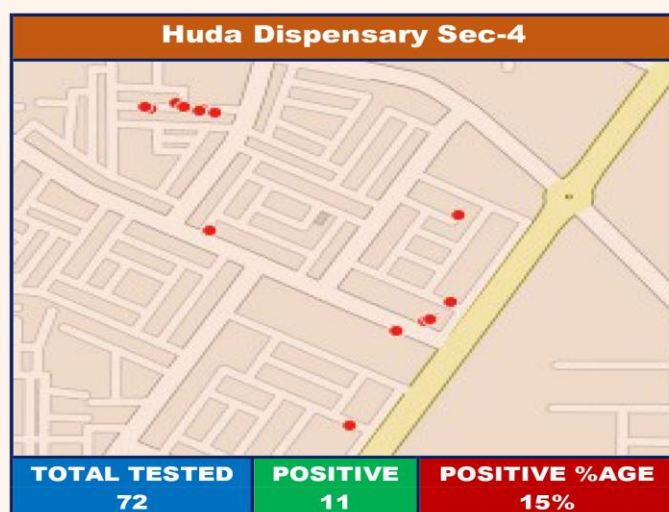 Huda Dispensary Sec-4
TOTAL TESTED POSITIVE POSITIVE %AGE
72 11 15%